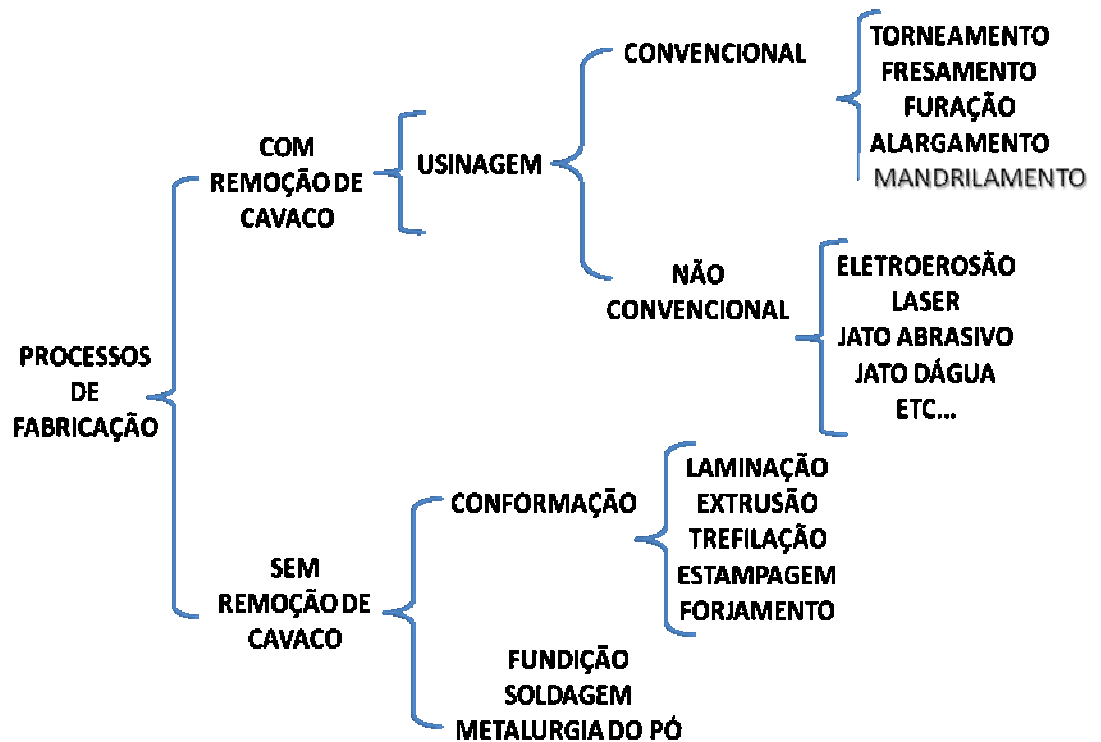 PROCESSOS
DE
FABRICAÇÃO
COM
REMOÇÃO DE
CAVACO
USINAGEM
CONVENCIONAL
TORNEAMENTO
FRESAMENTO
FURAÇÃO
ALARGAMENTO
MANDRILAMENTO
NÃO
CONVENCIONAL
ELETROEROSÃO
LASER
JATO ABRASIVO
JATO DÁGUA
ETC...
SEM
REMOÇÃO DE
CAVACO
CONFORMAÇÃO
LAMINAÇÃO
EXTRUSÃO
TREFILAÇÃO
ESTAMPAGEM
FORJAMENTO
FUNDIÇÃO
SOLDAGEM
METALURGIA DO PÓ